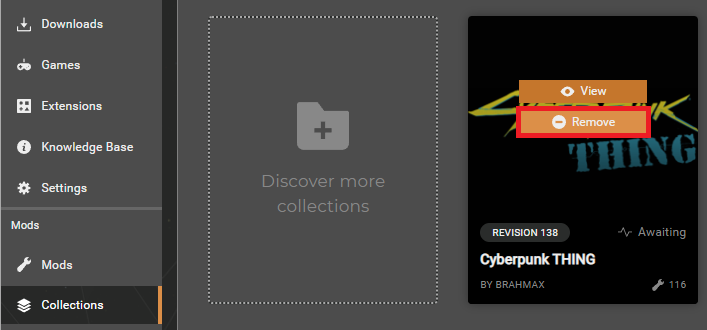 Downloads
Games
Extensions
Knowledge Base
Settings
Mods
Mods
Collections
Discover more
collections
View
Remove
THING
REVISION 138
Awaiting
Cyberpunk THING
BY BRAHMAX
116